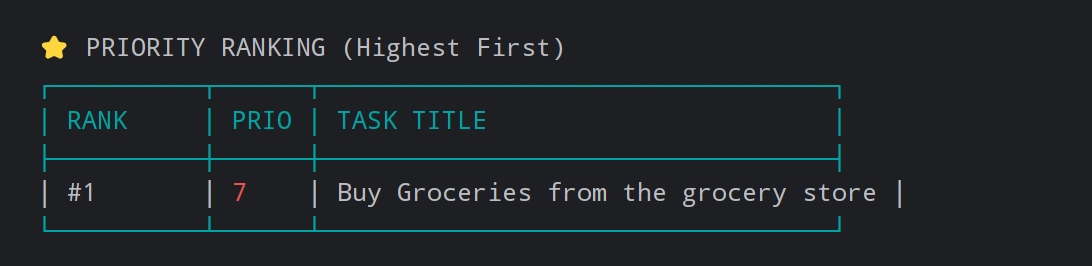 ⭐ PRIORITY RANKING (Highest First)
RANK | PRIO | TASK TITLE
#1 | 7 | Buy Groceries from the grocery store |